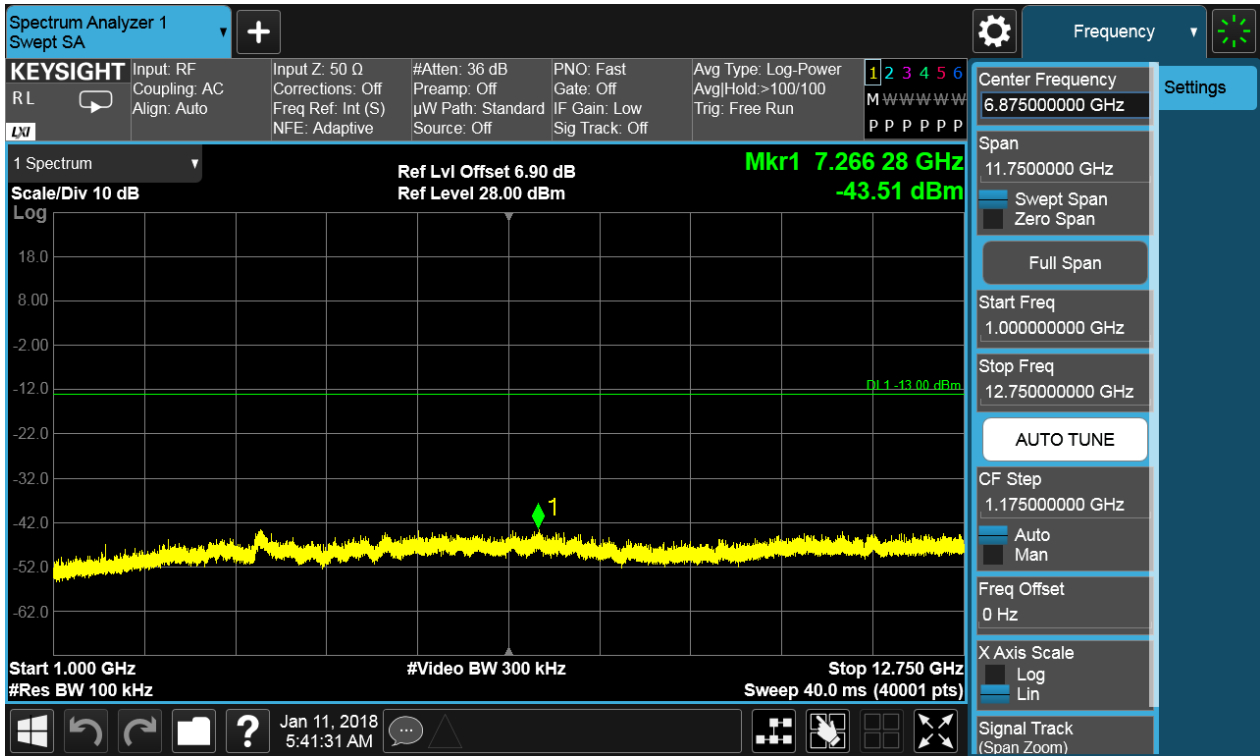 Spectrum Analyzer 1
Swept SA
+
Frequency
KEYSIGHT
R L
LXI
Input: RF
Coupling: AC
Align: Auto
Input Z: 50 Ω
Corrections: Off
Freq Ref: Int (S)
NFE: Adaptive
#Atten: 36 dB
Preamp: Off
µW Path: Standard
Source: Off
PNO: Fast
Gate: Off
IF Gain: Low
Sig Track: Off
Avg Type: Log-Power
Avg|Hold:>100/100
Trig: Free Run
1 2 3 4 5 6
M W W W W W
P P P P P P
1 Spectrum
Scale/Div 10 dB
Log
Ref Lvl Offset 6.90 dB
Ref Level 28.00 dBm
Mkr1 7.266 28 GHz
-43.51 dBm
18.0
8.00
-2.00
-12.0
-22.0
-32.0
-42.0
-52.0
-62.0
DL1 -13.00 dBm
1
Start 1.000 GHz
#Res BW 100 kHz
#Video BW 300 kHz
Stop 12.750 GHz
Sweep 40.0 ms (40001 pts)
?
Jan 11, 2018
5:41:31 AM
Center Frequency
6.875000000 GHz
Span
11.7500000 GHz
Swept Span
Zero Span
Full Span
Start Freq
1.000000000 GHz
Stop Freq
12.750000000 GHz
AUTO TUNE
CF Step
1.175000000 GHz
Auto
Man
Freq Offset
0 Hz
X Axis Scale
Log
Lin
Signal Track
(Span Zoom)
Settings